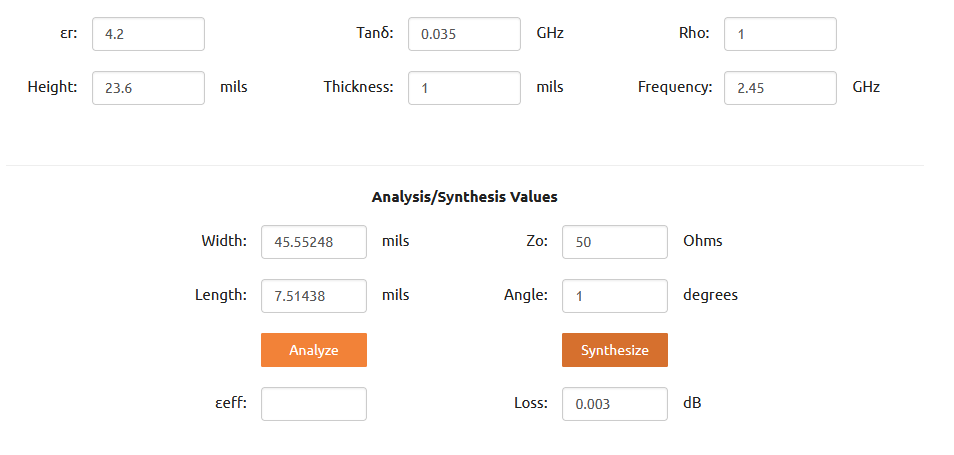 εr: 4.2 Tanδ: 0.035 GHz Rho: 1
Height: 23.6 mils Thickness: 1 mils Frequency: 2.45 GHz
Analysis/Synthesis Values
Width: 45.55248 mils Zo: 50 Ohms
Length: 7.51438 mils Angle: 1 degrees
Analyze Synthesize
εeff: Loss: 0.003 dB